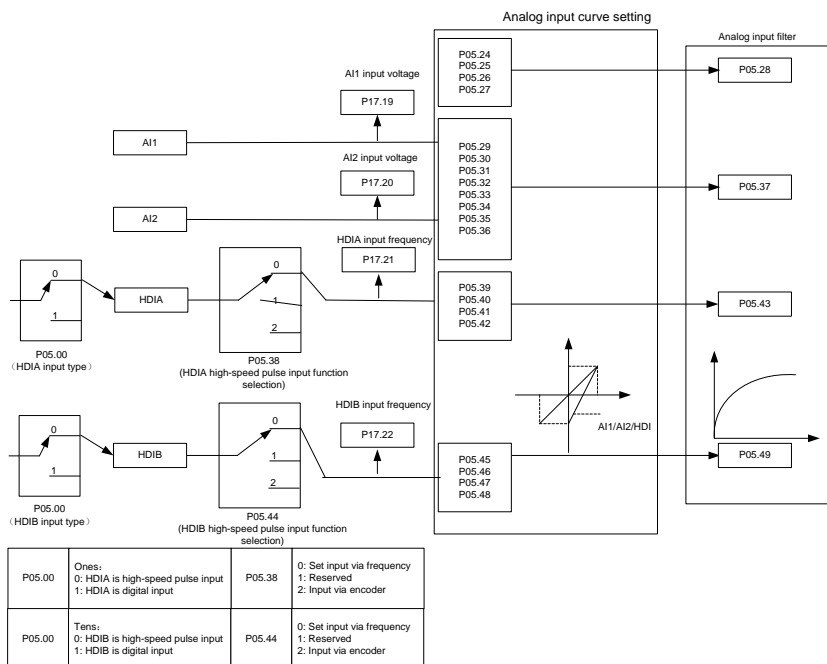 Analog input curve setting
Analog input filter
P05.24
P05.25
P05.26
P05.27
P05.28
AI1 input voltage
P17.19
AI1
AI2 input voltage
P17.20
AI2
P05.29
P05.30
P05.31
P05.32
P05.33
P05.34
P05.35
P05.36
P05.37
HDIA input frequency
P17.21
0
1
HDIA
0
1
2
P05.39
P05.40
P05.41
P05.42
P05.43
P05.00
(HDIA input type)
P05.38
(HDIA high-speed pulse input function
selection)
AI1/AI2/HDI
HDIB input frequency
P17.22
0
1
HDIB
0
1
2
P05.45
P05.46
P05.47
P05.48
P05.49
P05.00
(HDIB input type)
P05.44
(HDIB high-speed pulse input function
selection)
P05.00
Ones:
0: HDIA is high-speed pulse input
1: HDIA is digital input
P05.38
0: Set input via frequency
1: Reserved
2: Input via encoder
P05.00
Tens:
0: HDIB is high-speed pulse input
1: HDIB is digital input
P05.44
0: Set input via frequency
1: Reserved
2: Input via encoder